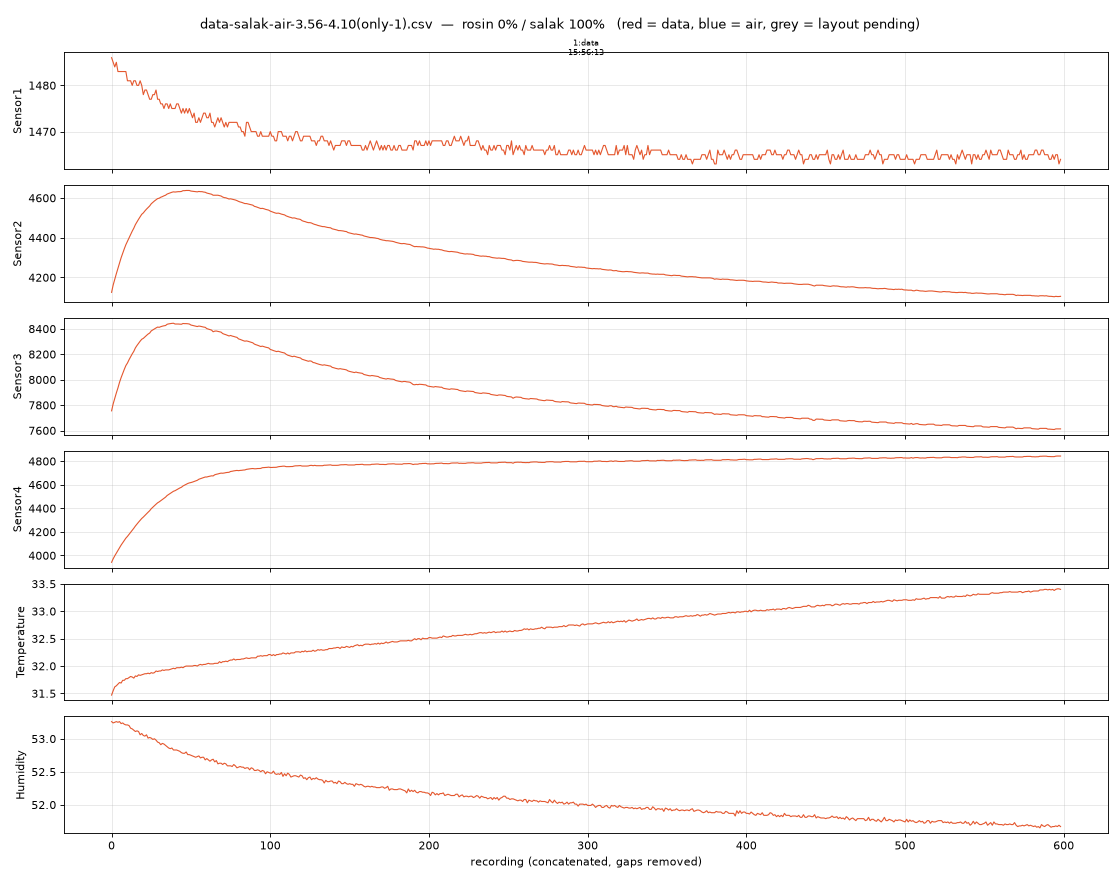 data-salak-air-3.56-4.10(only-1).csv — rosin 0% / salak 100% (red = data, blue = air, grey = layout pending)
1:data
15:56:13
Sensor1
1480
1470
Sensor2
4600
4400
4200
Sensor3
8400
8200
8000
7800
7600
Sensor4
4800
4600
4400
4200
4000
Temperature
33.5
33.0
32.5
32.0
31.5
Humidity
53.0
52.5
52.0
0 100 200 300 400 500 600
recording (concatenated, gaps removed)